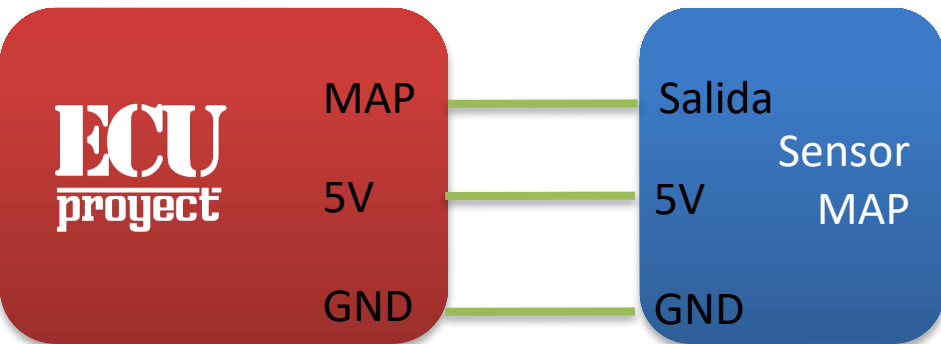 ECU
proyect
MAP
5V
GND
Salida
5V
GND
Sensor
MAP